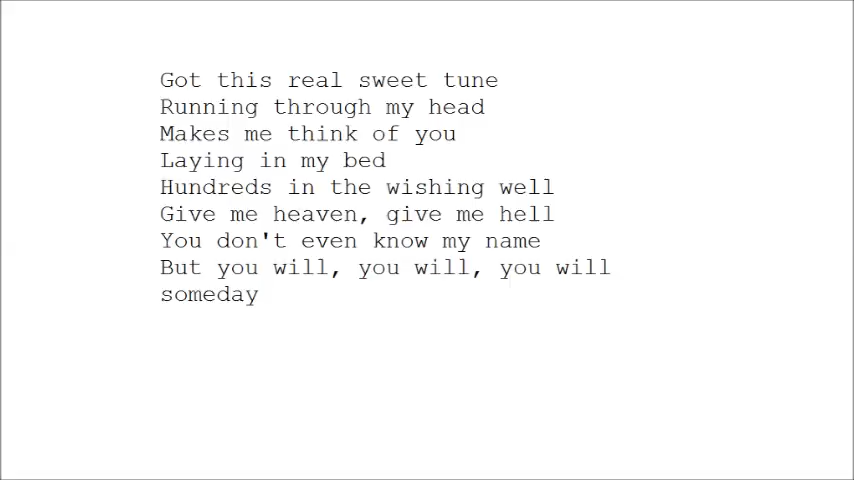 Got this real sweet tune
Running through my head
Makes me think of you
Laying in my bed
Hundreds in the wishing well
Give me heaven, give me hell
You don't even know my name
But you will, you will, you will
someday